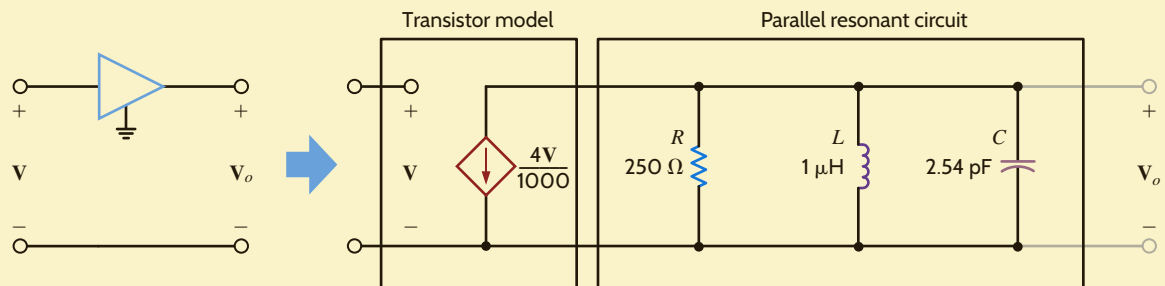 Transistor model
Parallel resonant circuit
+ + + +
V Vₒ
V 4V/1000
R
250 Ω
L
1 μH
C
2.54 pF
Vₒ
− − − −